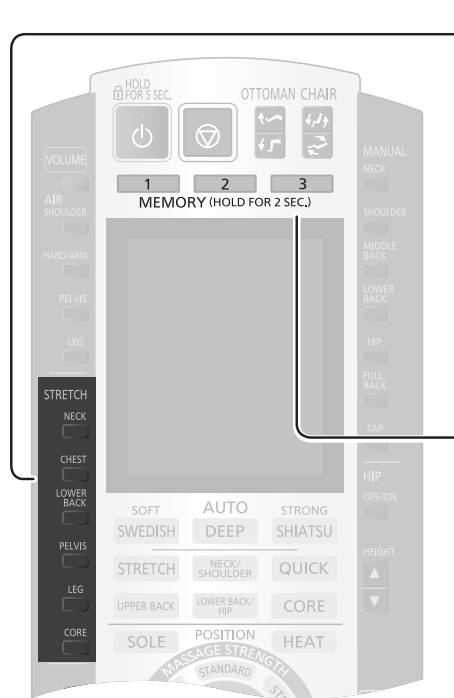 HOLD
FOR 5 SEC.
OTTOMAN CHAIR
1 2 3
MEMORY (HOLD FOR 2 SEC.)
VOLUME
AIR
SHOULDER
HAND/ARM
PELVIS
LEG
STRETCH
NECK
CHEST
LOWER
BACK
PELVIS
LEG
CORE
MANUAL
NECK
SHOULDER
MIDDLE
BACK
LOWER
BACK
HIP
FULL
BACK
TAP
HIP
OFF/ON
HEIGHT
SOFT AUTO STRONG
SWEDISH DEEP SHIATSU
STRETCH NECK/
SHOULDER QUICK
UPPER BACK LOWER BACK/
HIP CORE
SOLE POSITION HEAT
MASSAGE STRENGTH
STANDARD